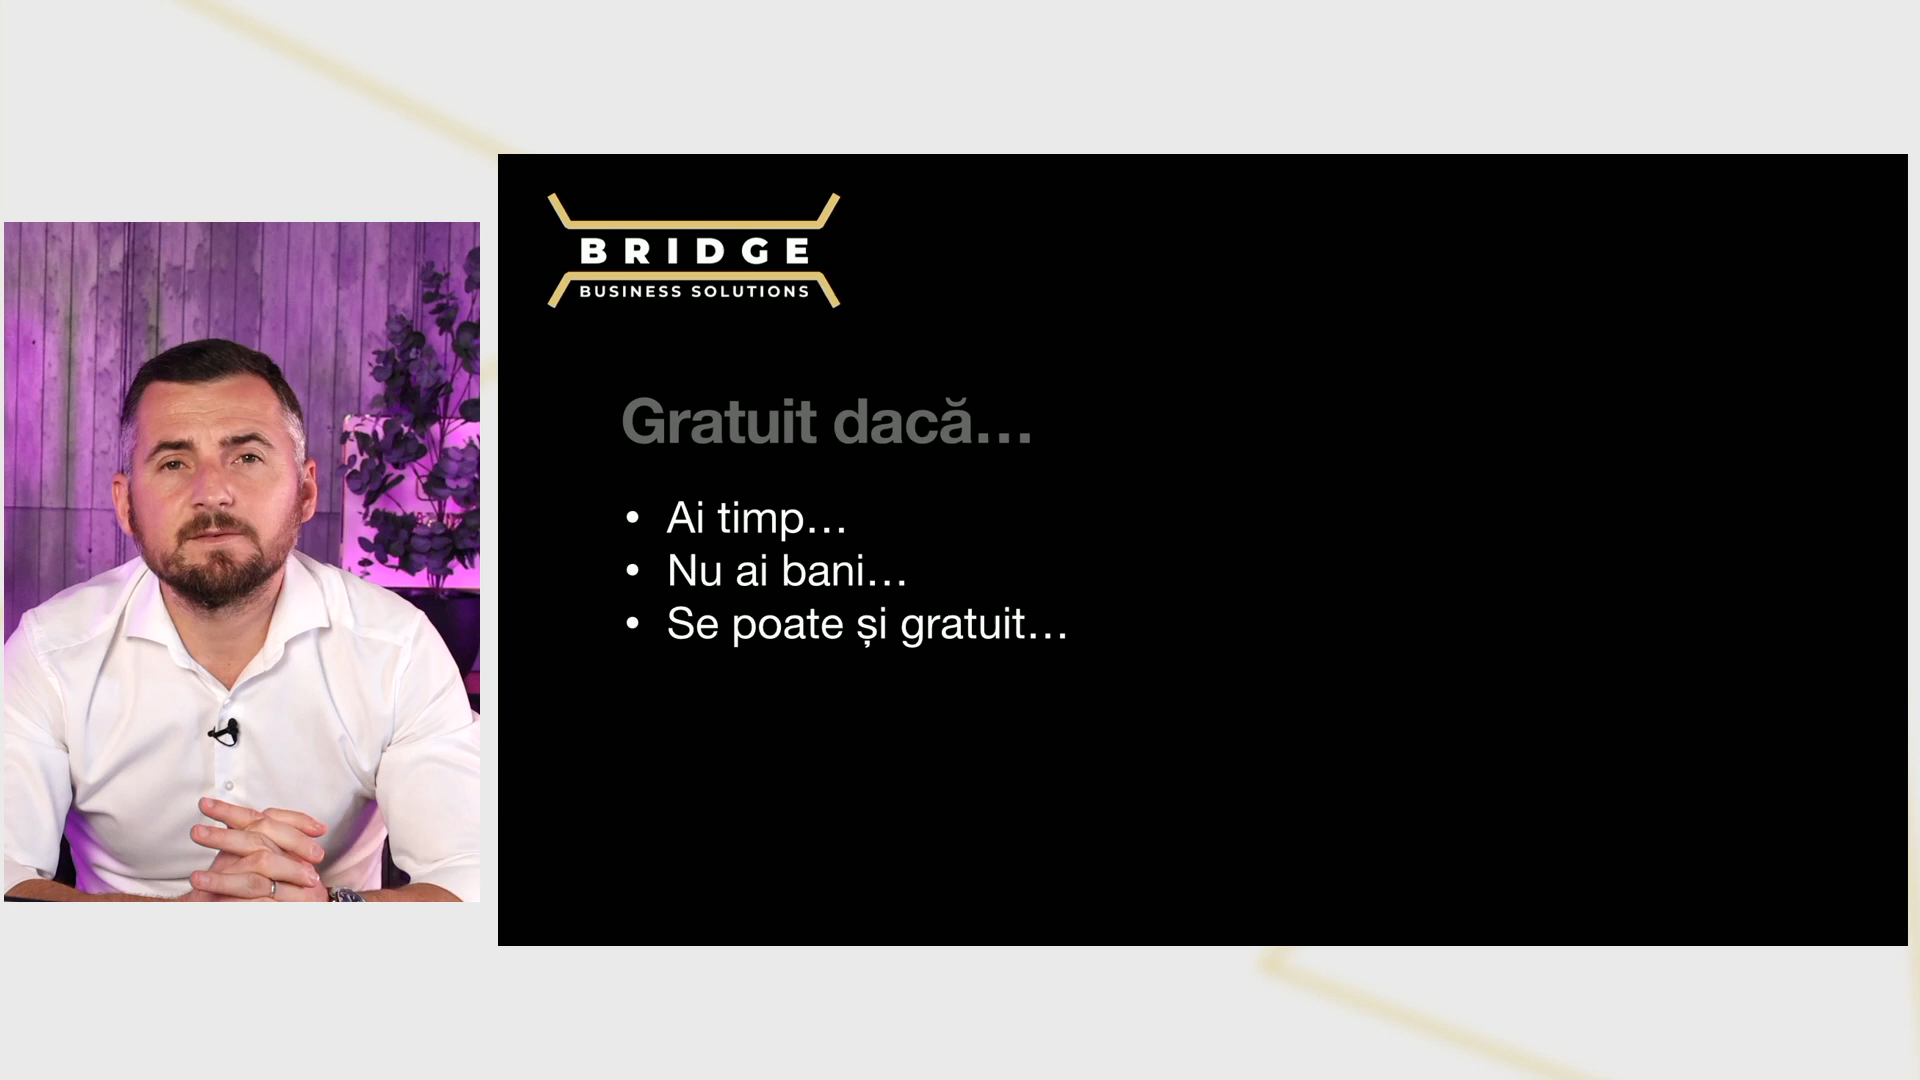 BRIDGE
BUSINESS SOLUTIONS
Gratuit dacă…
• Ai timp…
• Nu ai bani…
• Se poate și gratuit…